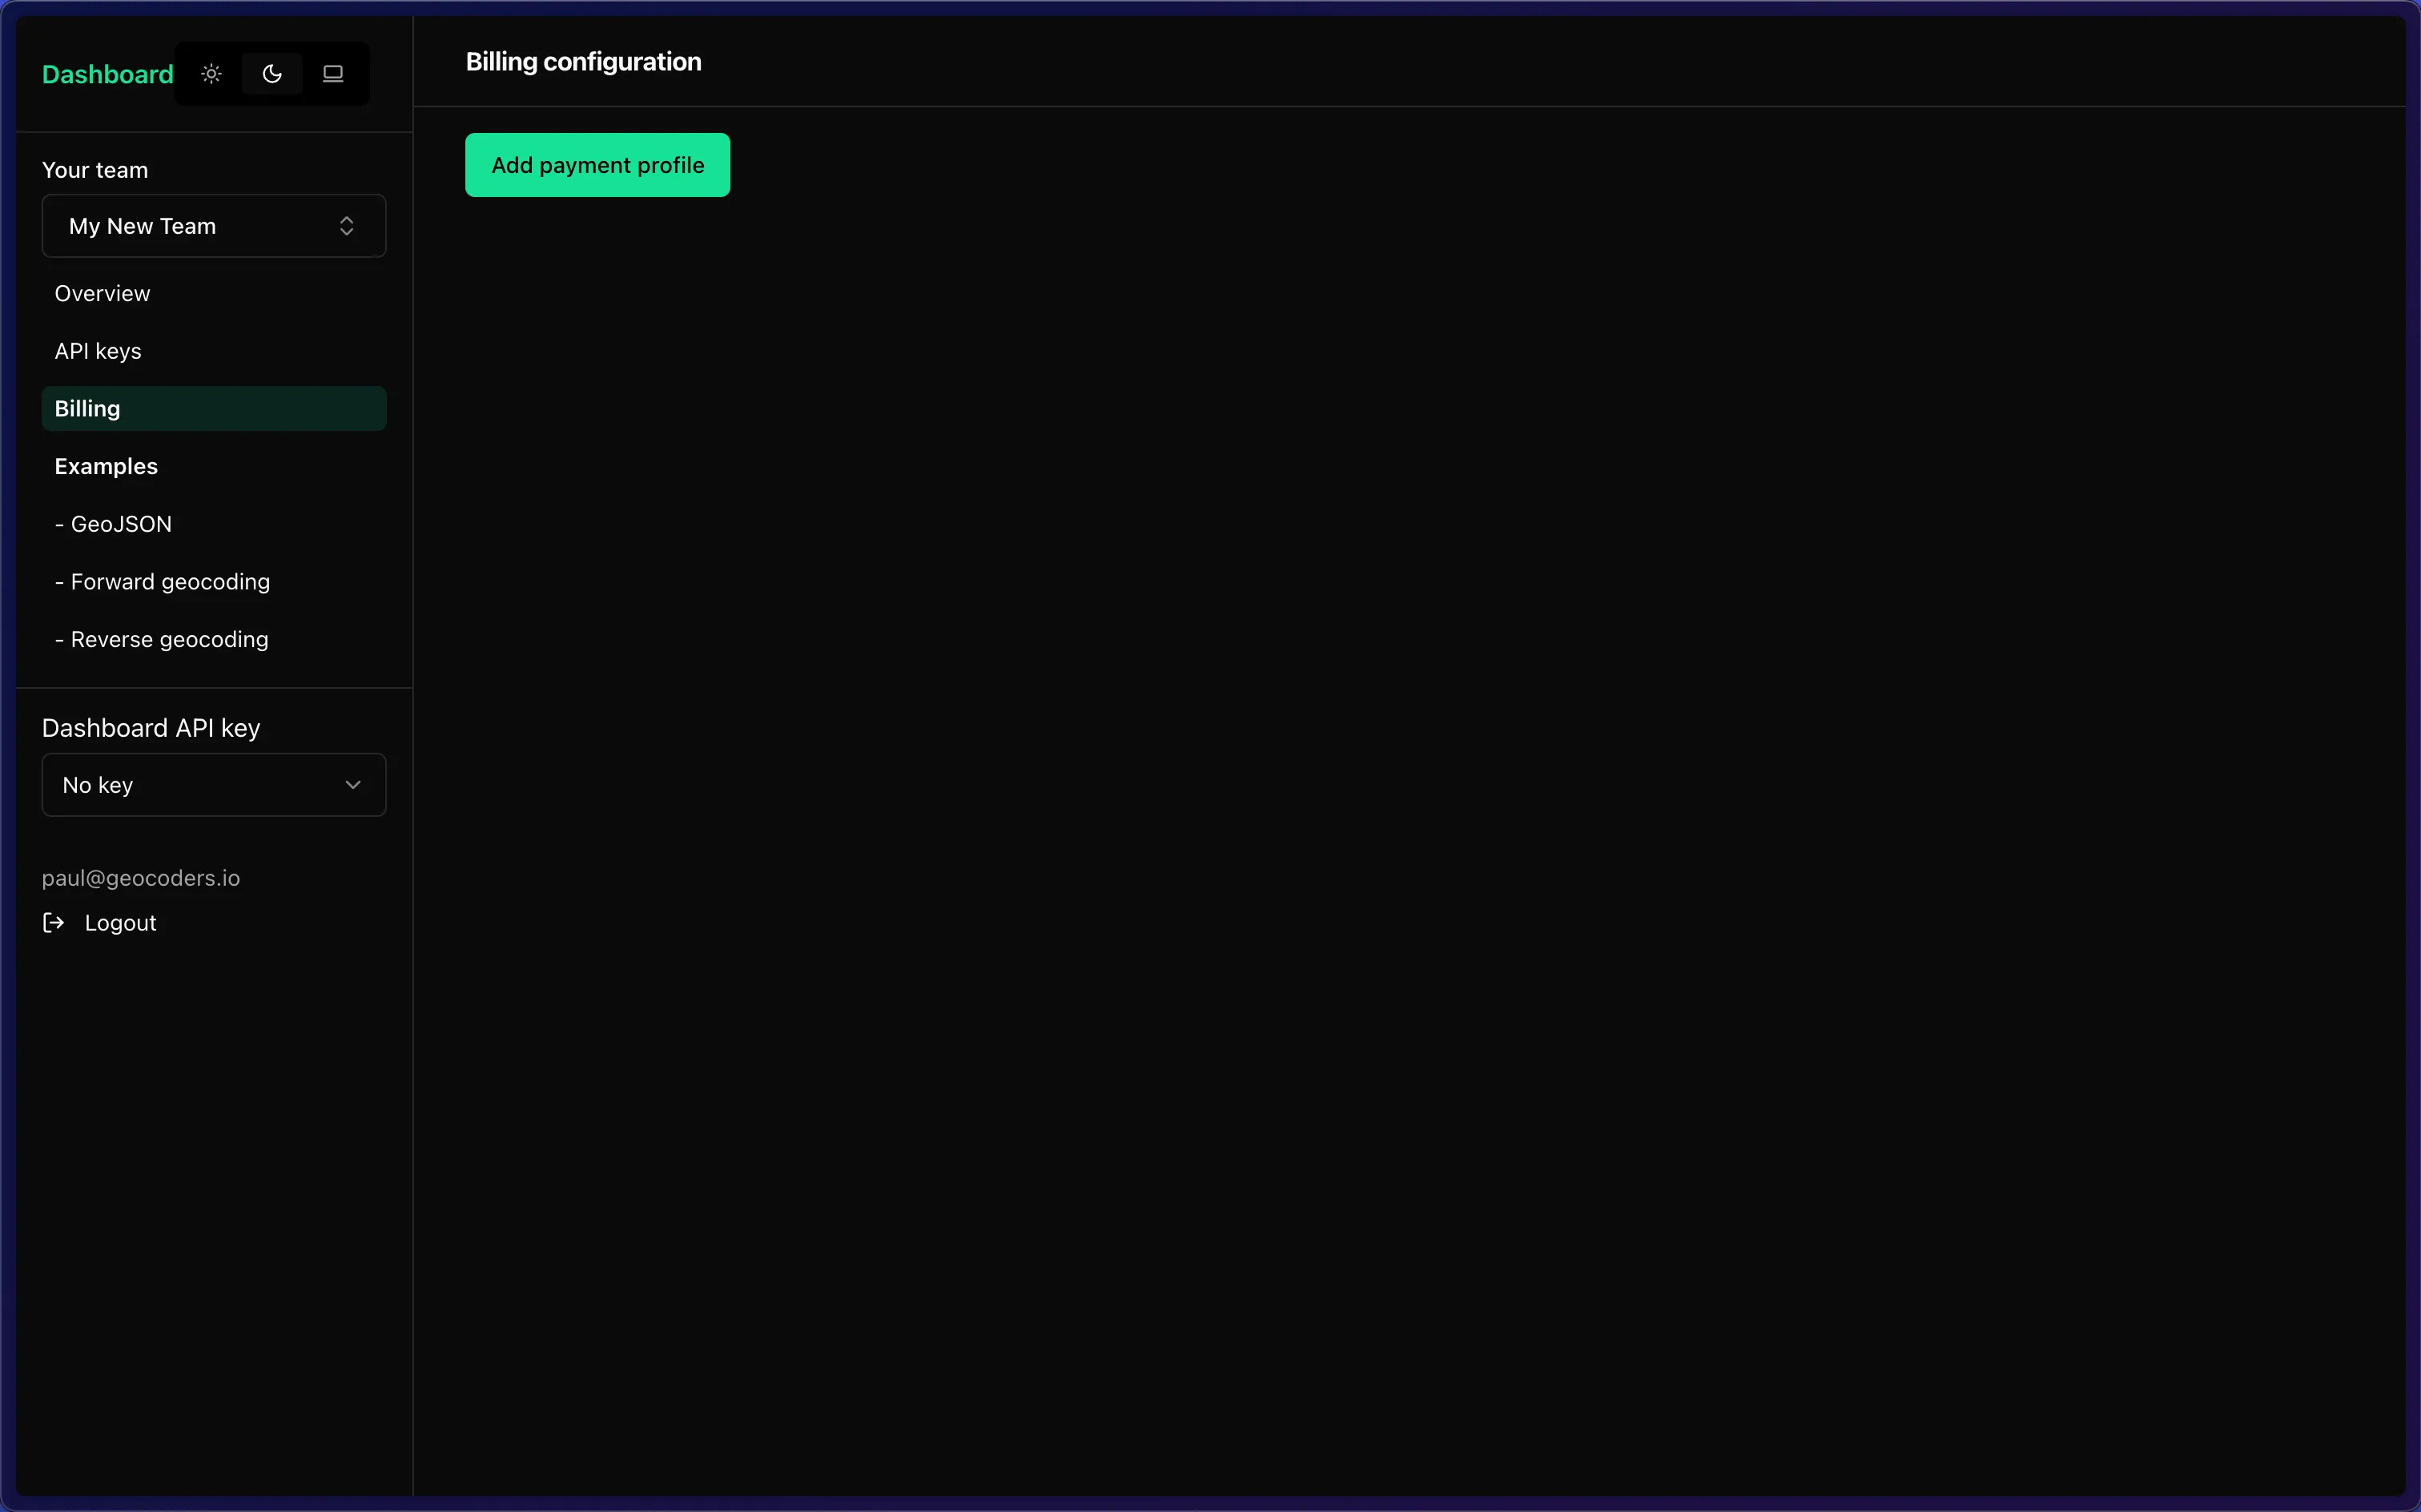 Dashboard
Billing configuration
Add payment profile
Your team
My New Team
Overview
API keys
Billing
Examples
- GeoJSON
- Forward geocoding
- Reverse geocoding
Dashboard API key
No key
paul@geocoders.io
Logout